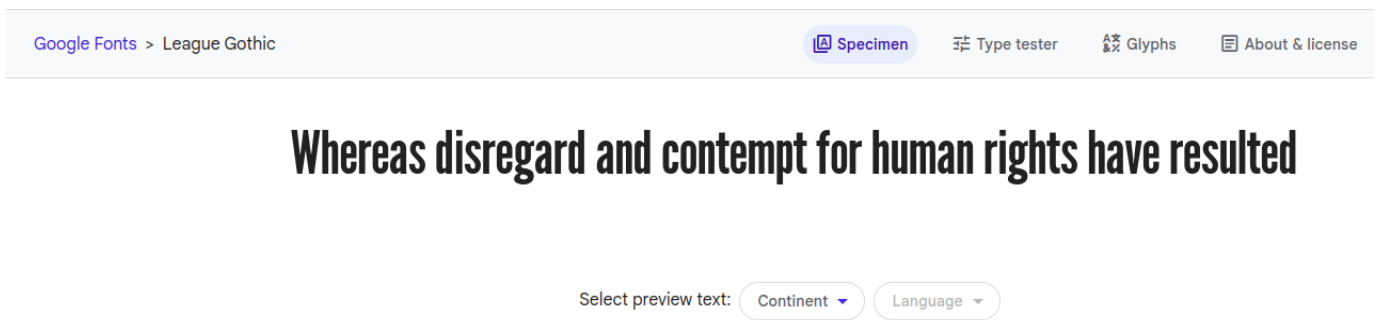 Google Fonts > League Gothic
Specimen
Type tester
Glyphs
About & license
Whereas disregard and contempt for human rights have resulted
Select preview text: Continent Language